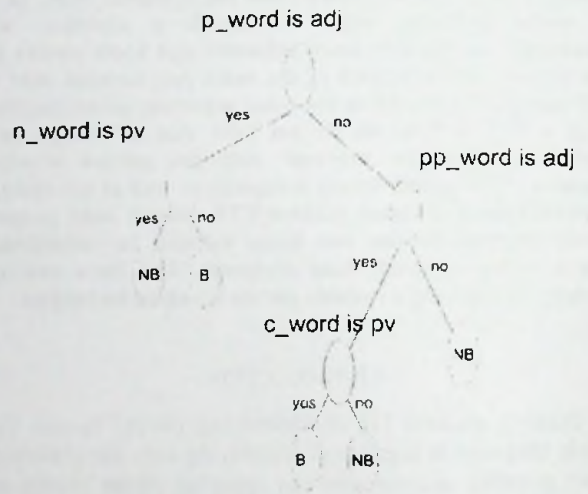 p_word is adj
yes no
n_word is pv
pp_word is adj
yes no
yes no
NB B
c_word is pv
NB
yes no
B NB